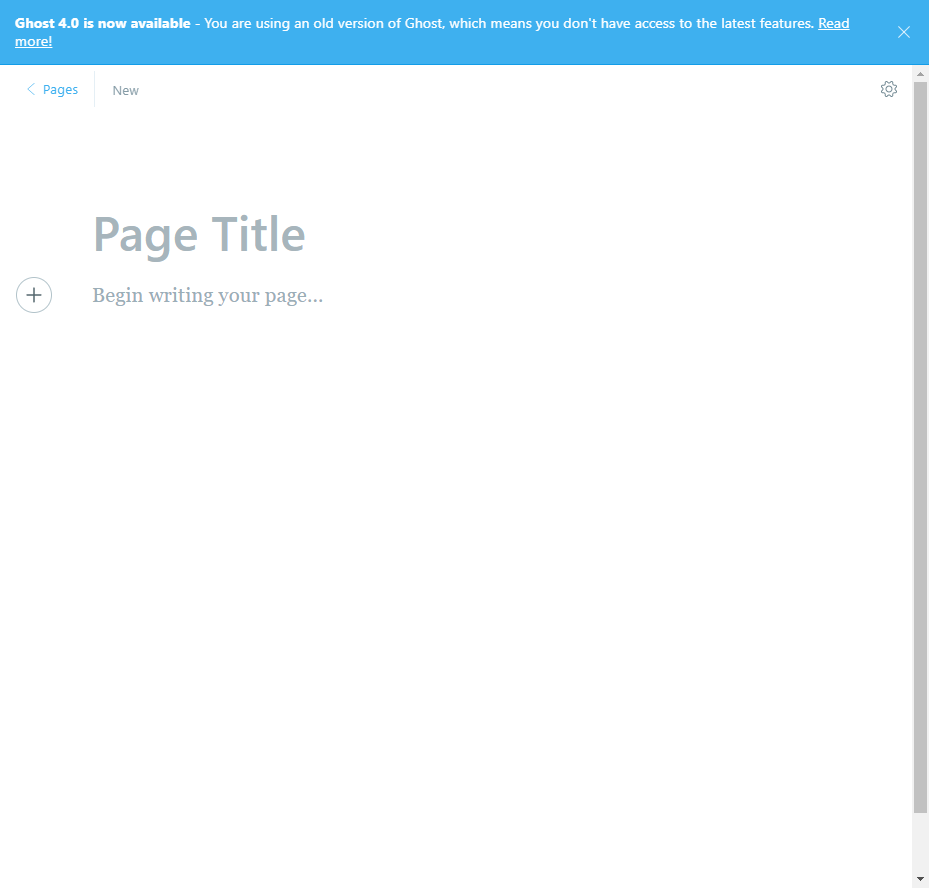 Ghost 4.0 is now available - You are using an old version of Ghost, which means you don't have access to the latest features. Read
more!
Pages
New
Page Title
Begin writing your page...